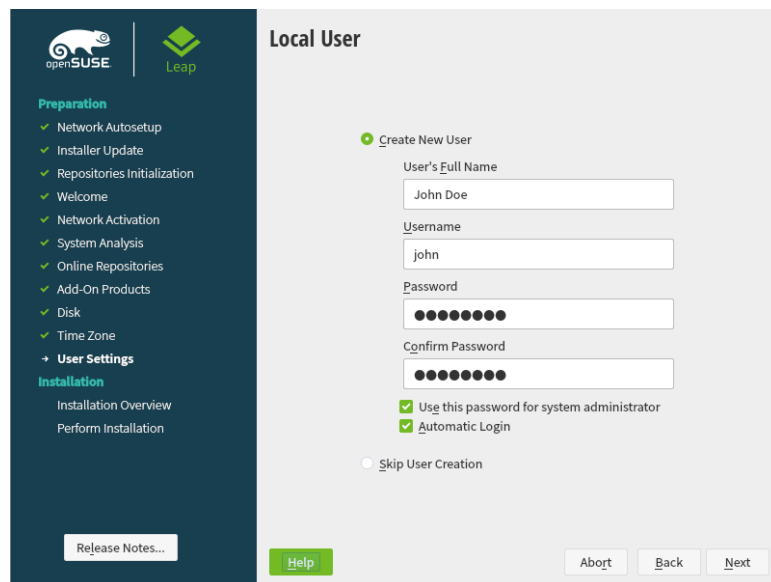 openSUSE
Leap
Preparation
Network Autosetup
Installer Update
Repositories Initialization
Welcome
Network Activation
System Analysis
Online Repositories
Add-On Products
Disk
Time Zone
User Settings
Installation
Installation Overview
Perform Installation
Release Notes...
Local User
Create New User
User's Full Name
John Doe
Username
john
Password
●●●●●●●●
Confirm Password
●●●●●●●●
Use this password for system administrator
Automatic Login
Skip User Creation
Help
Abort
Back
Next